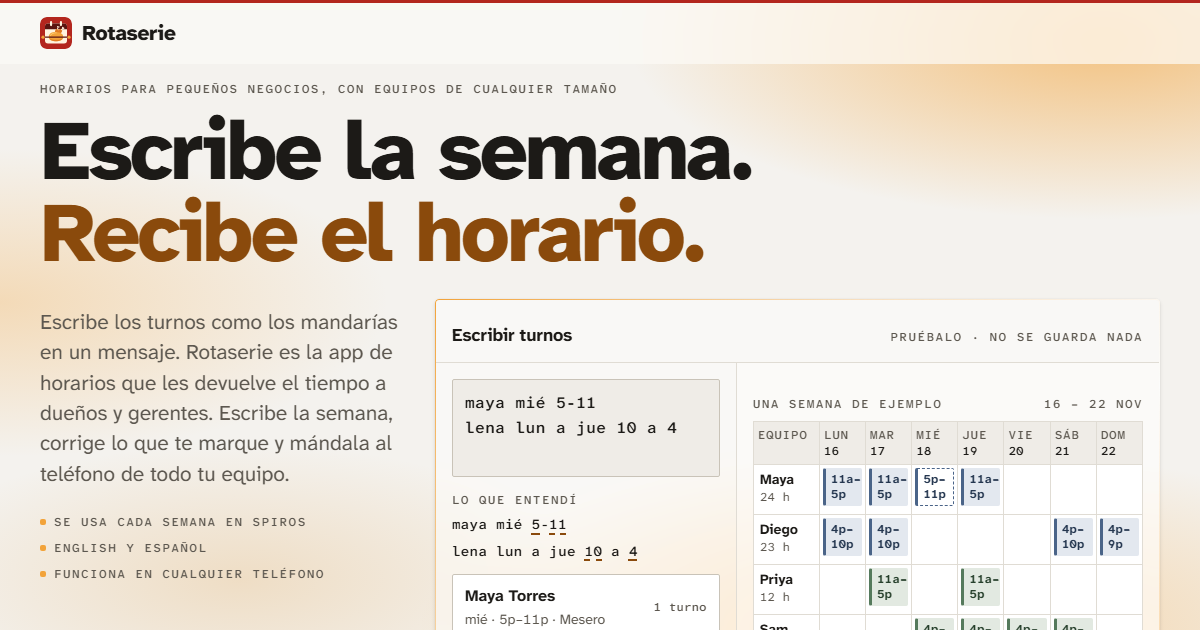 Rotaserie
HORARIOS PARA PEQUEÑOS NEGOCIOS, CON EQUIPOS DE CUALQUIER TAMAÑO
Escribe la semana.
Recibe el horario.
Escribe los turnos como los mandarías
en un mensaje. Rotaserie es la app de
horarios que les devuelve el tiempo a
dueños y gerentes. Escribe la semana,
corrige lo que te marque y mándala al
teléfono de todo tu equipo.
SE USA CADA SEMANA EN SPIROS
ENGLISH Y ESPAÑOL
FUNCIONA EN CUALQUIER TELÉFONO
Escribir turnos
PRUÉBALO · NO SE GUARDA NADA
maya mié 5-11
lena lun a jue 10 a 4
LO QUE ENTENDÍ
maya mié 5-11
lena lun a jue 10 a 4
Maya Torres
mié · 5p–11p · Mesero
1 turno
UNA SEMANA DE EJEMPLO
16 – 22 NOV
EQUIPO LUN 16 MAR 17 MIÉ 18 JUE 19 VIE 20 SÁB 21 DOM 22
Maya 24 h 11a–5p 11a–5p 5p–11p 11a–5p
Diego 23 h 4p–10p 4p–10p 4p–10p 4p–9p
Priya 12 h 11a–5p 11a–5p
Sam 4p– 4p– 4p– 4p–